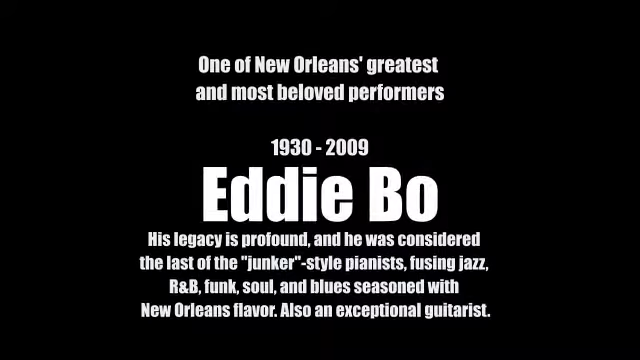 One of New Orleans' greatest
and most beloved performers
1930 - 2009
Eddie Bo
His legacy is profound, and he was considered
the last of the "junker"-style pianists, fusing jazz,
R&B, funk, soul, and blues seasoned with
New Orleans flavor. Also an exceptional guitarist.